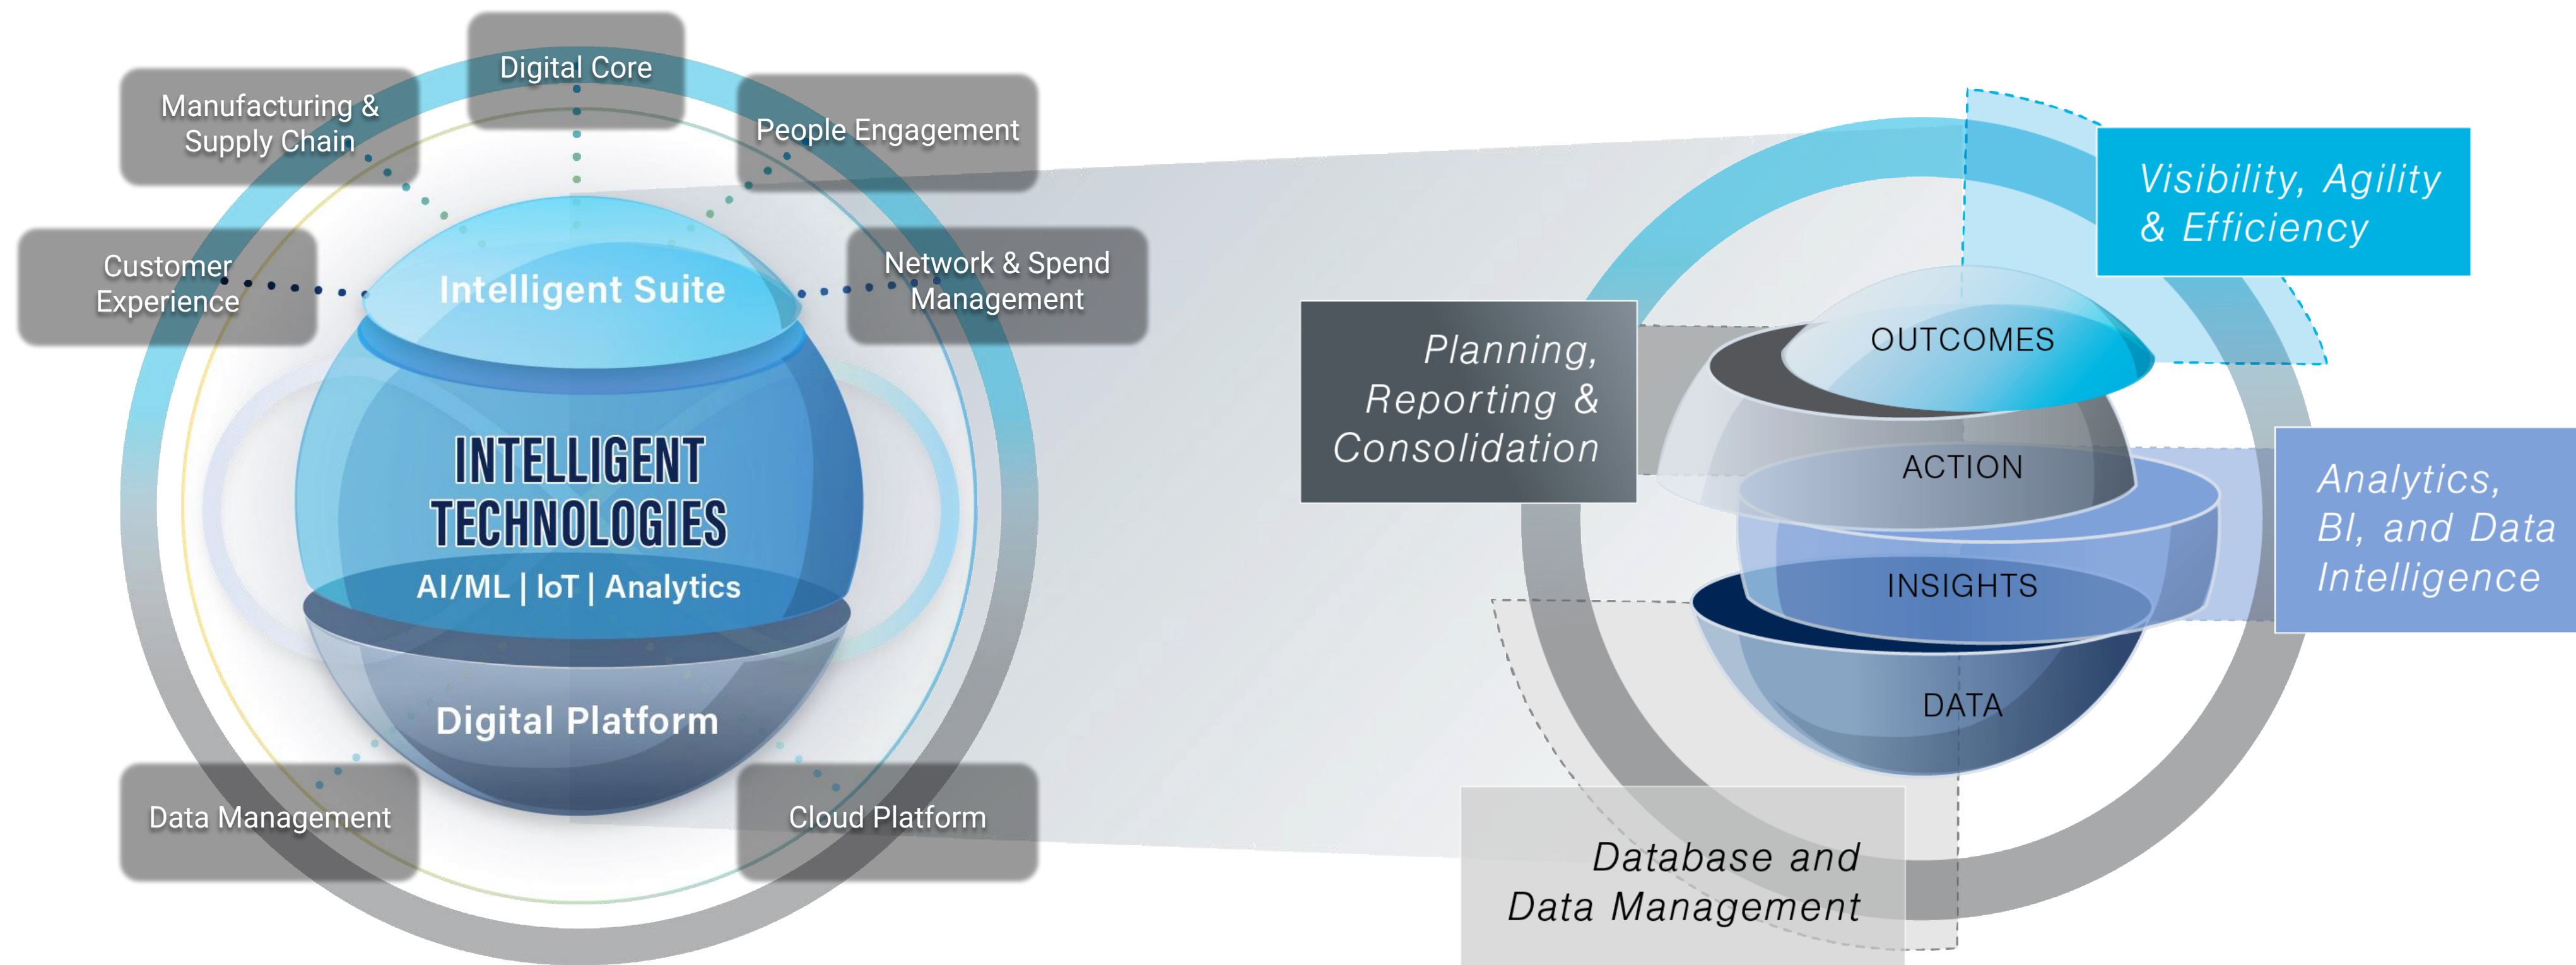 Digital Core
Manufacturing &
Supply Chain
People Engagement
Customer
Experience
Network & Spend
Management
Intelligent Suite
INTELLIGENT
TECHNOLOGIES
AI/ML | IoT | Analytics
Digital Platform
Data Management
Cloud Platform
Visibility, Agility
& Efficiency
Planning,
Reporting &
Consolidation
OUTCOMES
ACTION
Analytics,
BI, and Data
Intelligence
INSIGHTS
DATA
Database and
Data Management